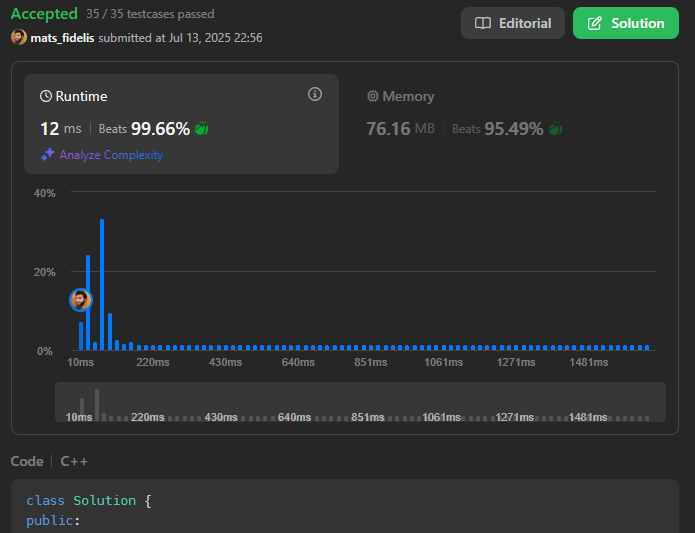 Accepted 35 / 35 testcases passed
Editorial
Solution
mats_fidelis submitted at Jul 13, 2025 22:56
Runtime
12 ms | Beats 99.66%
Analyze Complexity
Memory
76.16 MB | Beats 95.49%
40%
20%
0%
10ms 220ms 430ms 640ms 851ms 1061ms 1271ms 1481ms
10ms 220ms 430ms 640ms 851ms 1061ms 1271ms 1481ms
Code | C++
class Solution {
public: